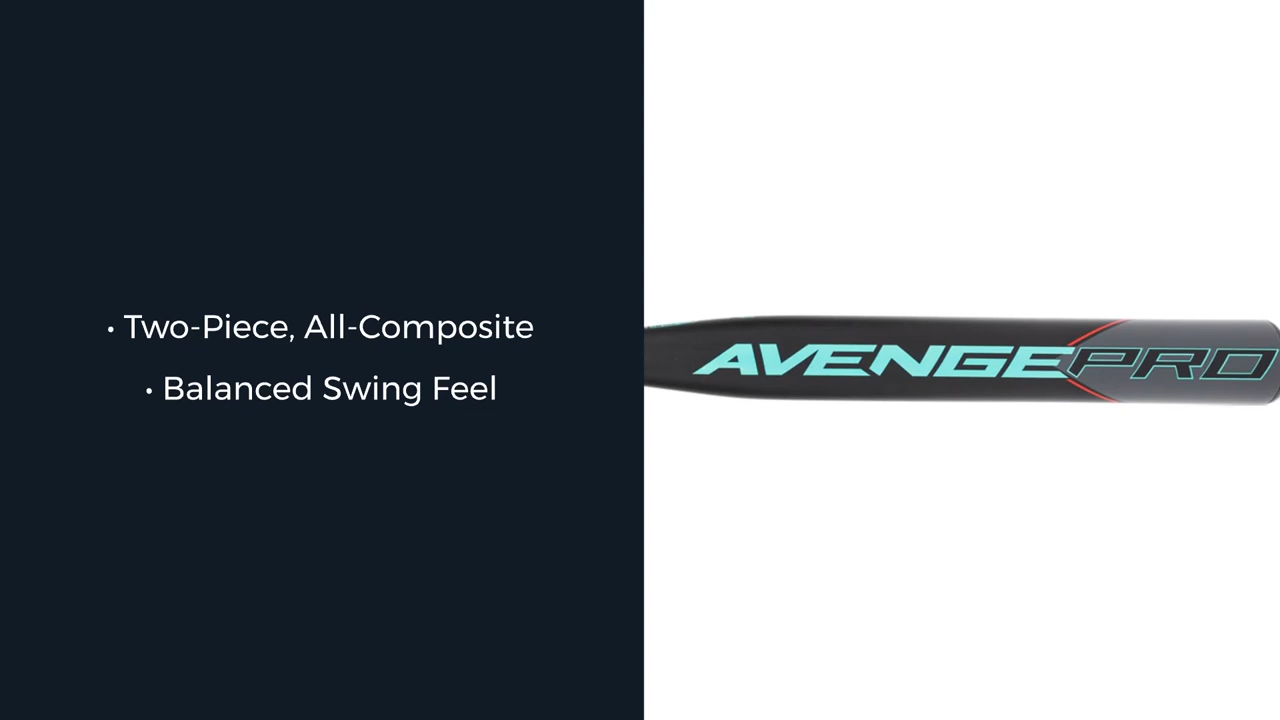 • Two-Piece, All-Composite
• Balanced Swing Feel
AVENGEPRO